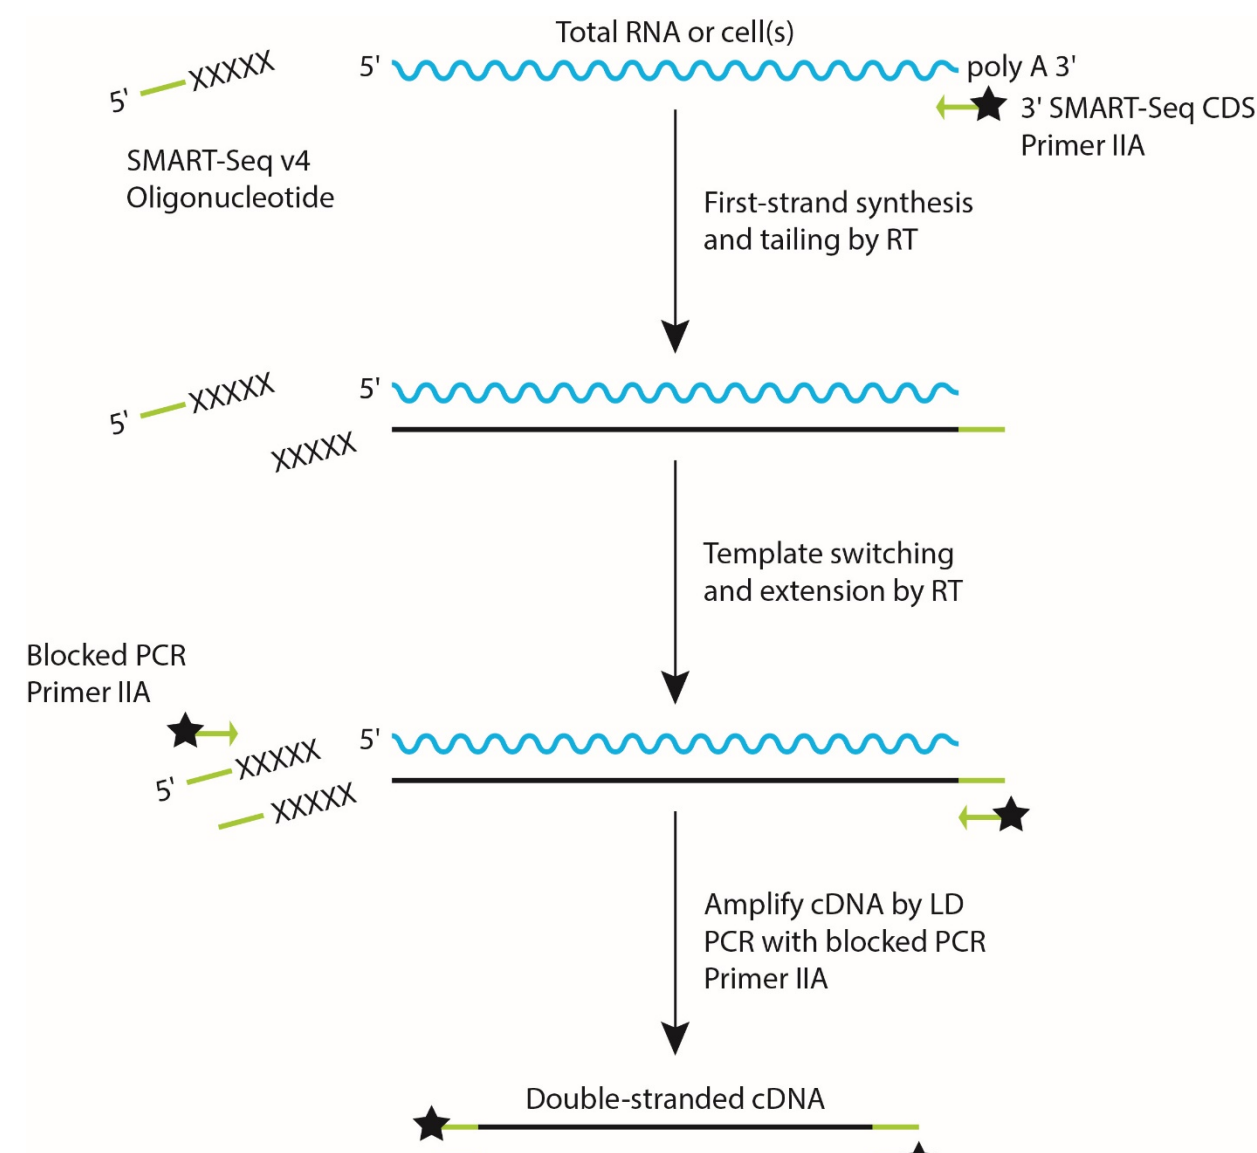 Total RNA or cell(s)
5' XXXXX
5'
poly A 3'
3' SMART-Seq CDS
Primer IIA
SMART-Seq v4
Oligonucleotide
First-strand synthesis
and tailing by RT
5' XXXXX
5'
XXXXX
Template switching
and extension by RT
Blocked PCR
Primer IIA
5' XXXXX
5'
XXXXX
Amplify cDNA by LD
PCR with blocked PCR
Primer IIA
Double-stranded cDNA